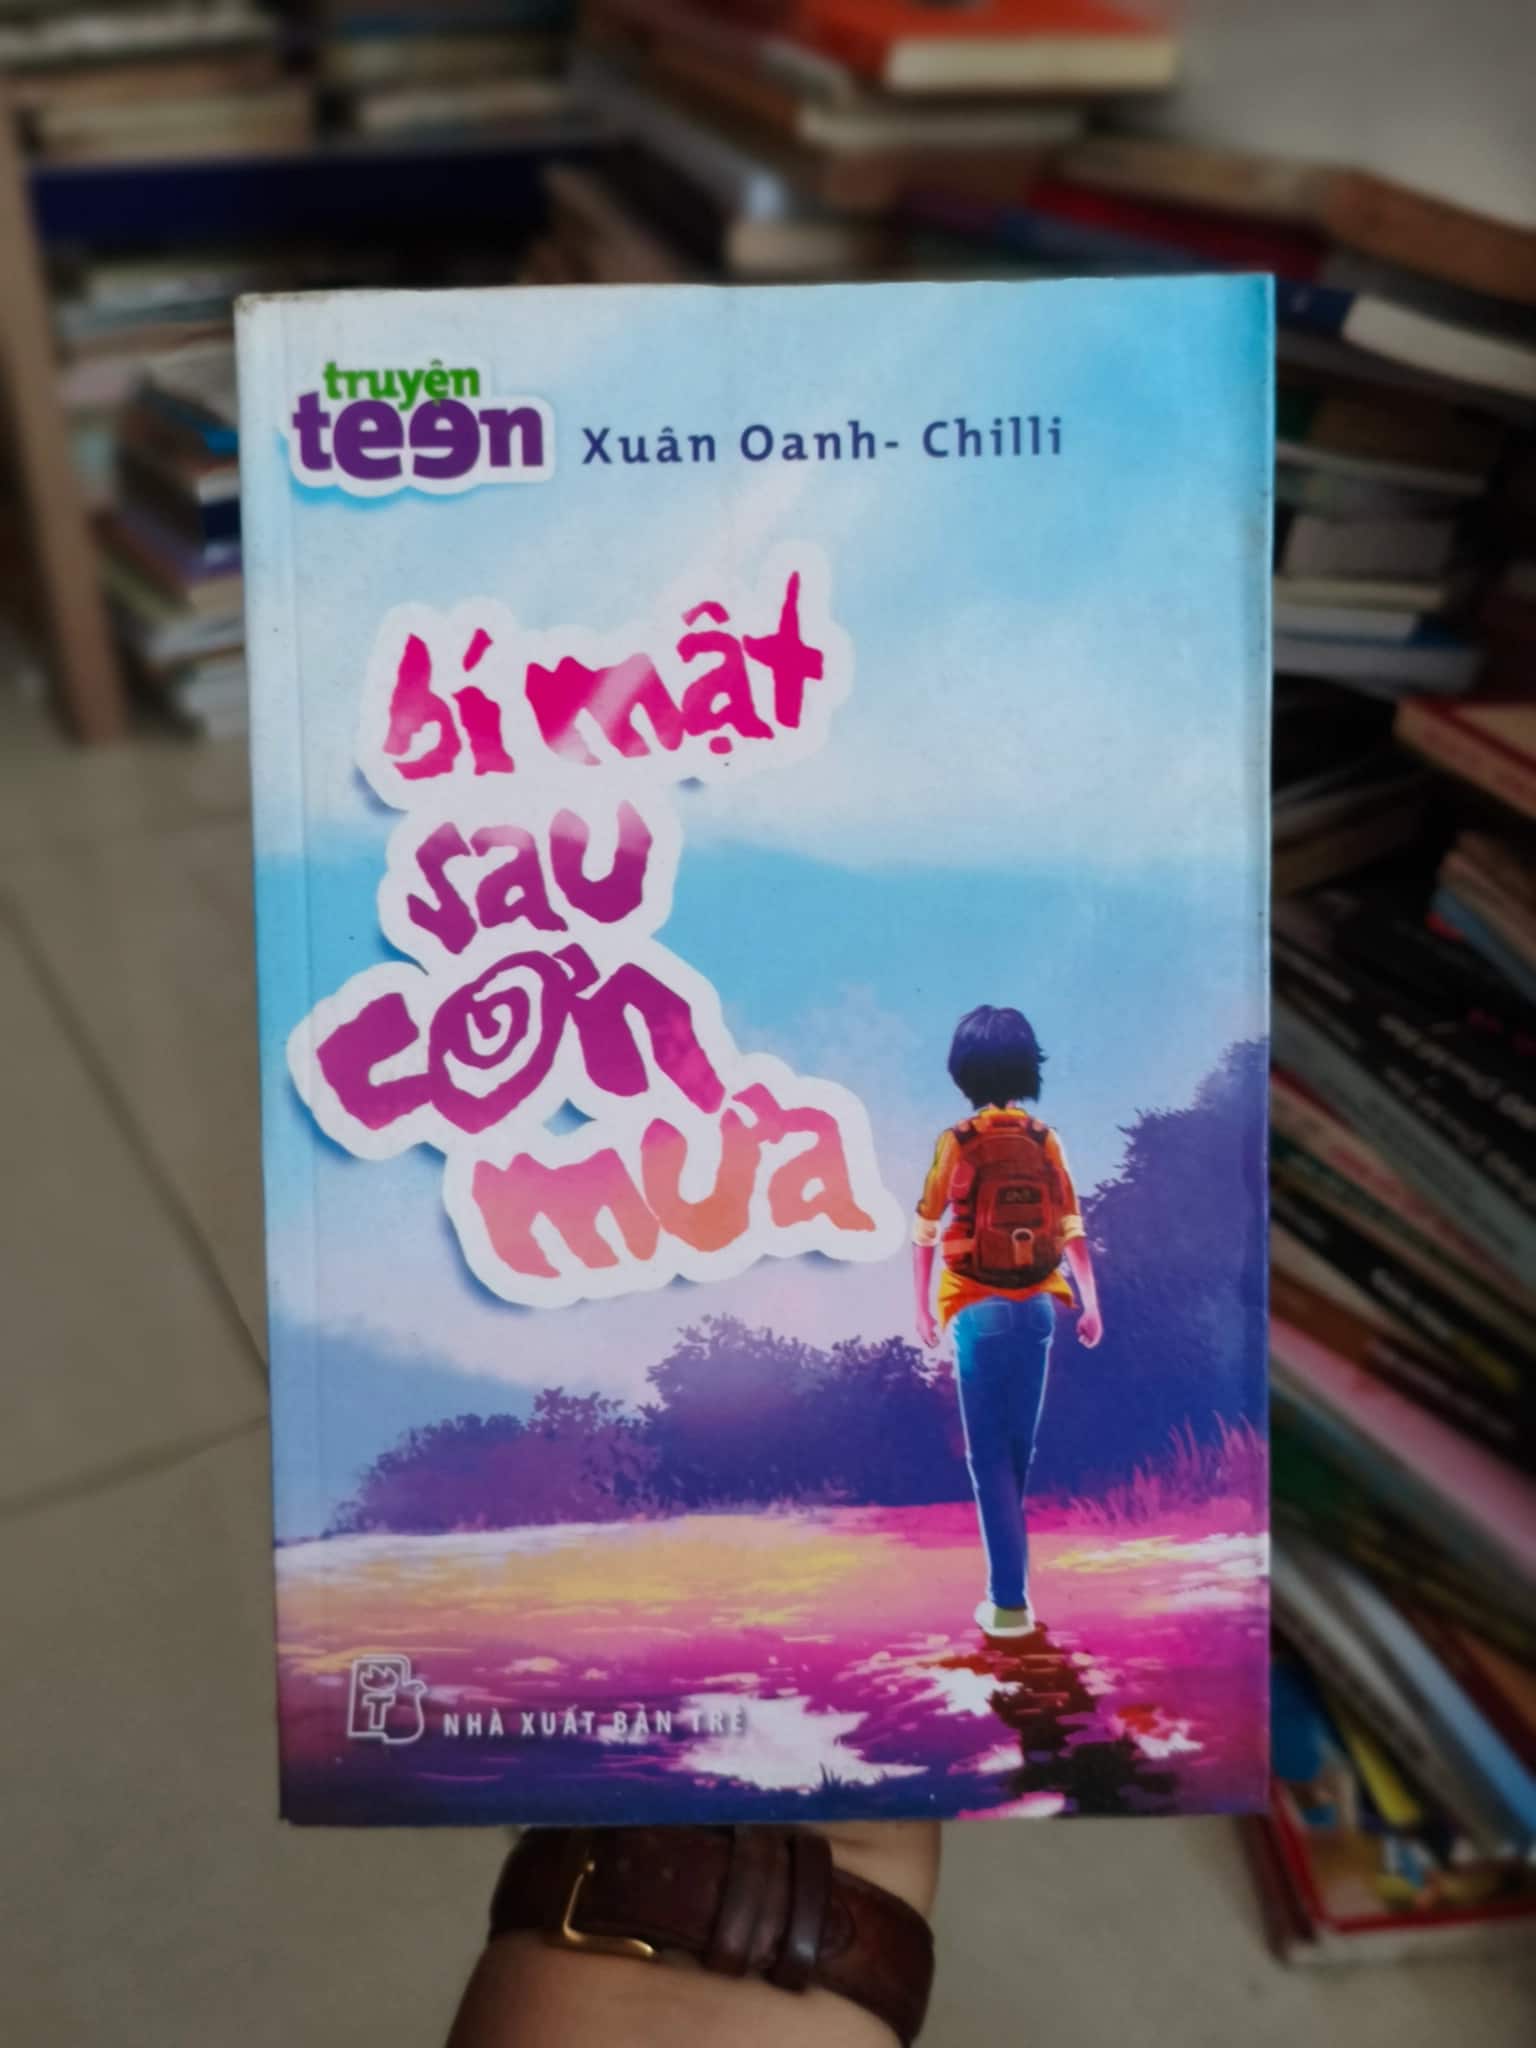 truyện
teen
Xuân Oanh- Chilli
bí mật
sau
cơn
mưa
NHÀ XUẤT BẢN TRẺ